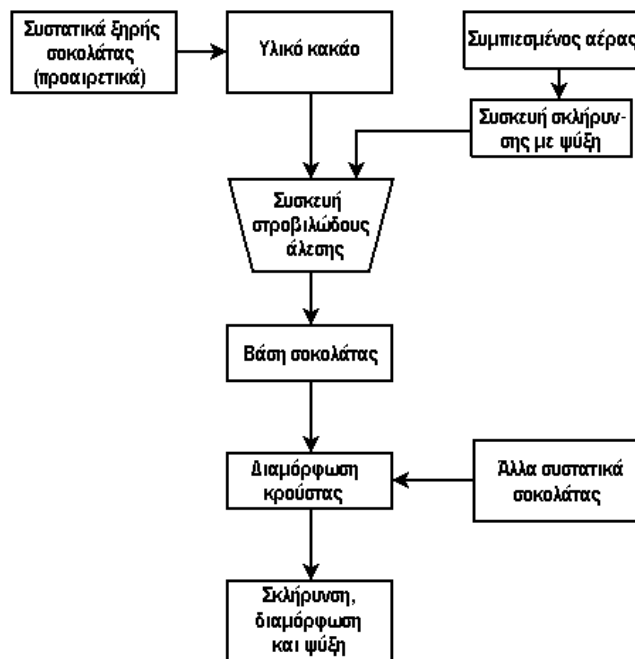 Συστατικά ξηρής
σοκολάτας
(προαιρετικά)
Υλικό κακάο
Συμπιεσμένος αέρας
Συσκευή σκλήρυν-
σης με ψύξη
Συσκευή
στροβιλώδους
άλεσης
Βάση σοκολάτας
Διαμόρφωση
κρούστας
Άλλα συστατικά
σοκολάτας
Σκλήρυνση,
διαμόρφωση
και ψύξη